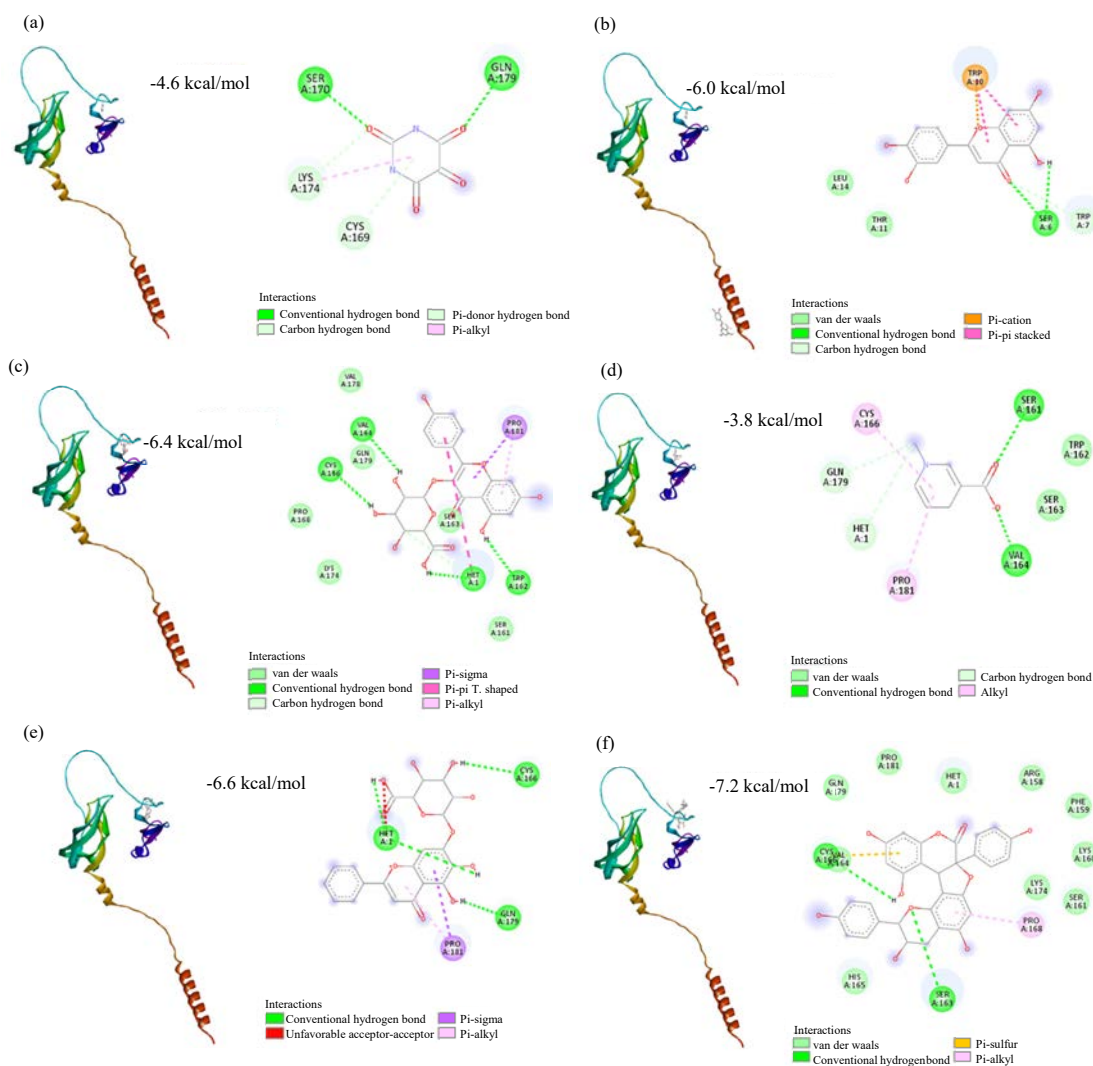 (a)
-4.6 kcal/mol
SER
A:170
GLN
A:179
LYS
A:174
CYS
A:169
N
N
O
O
O
O
O
Interactions
Conventional hydrogen bond
Carbon hydrogen bond
Pi-donor hydrogen bond
Pi-alkyl
(b)
-6.0 kcal/mol
TRP
LEU
A:14
THR
A:11
SER
A:6
TRP
A:7
H
Interactions
van der waals
Conventional hydrogen bond
Carbon hydrogen bond
Pi-cation
Pi-pi stacked
(c)
-6.4 kcal/mol
VAL
A:178
VAL
A:164
GLN
A:179
CYS
A:166
PRO
A:181
PRO
A:168
SER
A:163
LYS
A:174
HET
A:1
TRP
A:162
SER
A:161
H
H
H
H
Interactions
van der waals
Conventional hydrogen bond
Carbon hydrogen bond
Pi-sigma
Pi-pi T. shaped
Pi-alkyl
(d)
-3.8 kcal/mol
SER
A:161
CYS
A:166
TRP
A:162
GLN
A:179
SER
A:163
HET
A:1
VAL
A:164
PRO
A:181
Interactions
van der waals
Conventional hydrogen bond
Carbon hydrogen bond
Alkyl
(e)
-6.6 kcal/mol
CYS
A:166
HET
A:1
GLN
A:179
PRO
A:181
H
H
H
H
Interactions
Conventional hydrogen bond
Unfavorable acceptor-acceptor
Pi-sigma
Pi-alkyl
(f)
-7.2 kcal/mol
PRO
A:181
HET
A:1
ARG
A:158
GLN
A:179
PHE
A:159
CYS
VAL
A:164
LYS
A:160
LYS
A:174
SER
A:161
PRO
A:168
HIS
A:165
SER
A:163
H
Interactions
van der waals
Conventional hydrogenbond
Pi-sulfur
Pi-alkyl